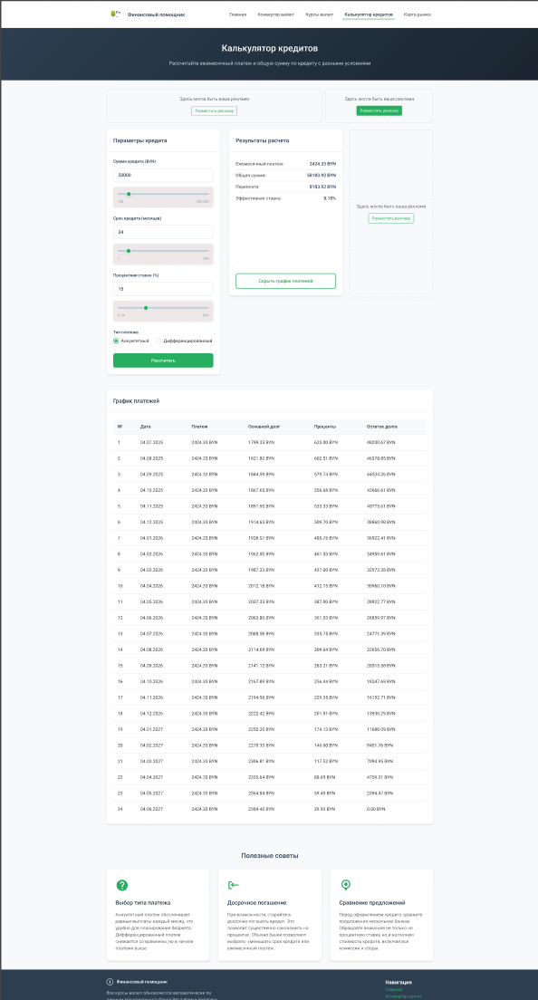 Финансовый помощник
Главная
Конвертер валют
Курсы валют
Калькулятор кредитов
Карта рынка
Калькулятор кредитов
Рассчитайте ежемесячный платеж и общую сумму по кредиту с разными условиями
Здесь могла быть ваша реклама
Разместить рекламу
Здесь могла быть ваша реклама
Разместить рекламу
Параметры кредита
Сумма кредита (BYN)
50000
Срок кредита (месяцев)
24
Процентная ставка (%)
15
Тип платежа
Аннуитетный
Дифференцированный
Рассчитать
Результаты расчета
Ежемесячный платеж: 2424.33 BYN
Общая сумма: 58183.92 BYN
Переплата: 8183.92 BYN
Эффективная ставка: 8.18%
Скрыть график платежей
Здесь могла быть ваша реклама
Разместить рекламу
График платежей
№ Дата Платеж Основной долг Проценты Остаток долга
1 04.07.2025 2424.33 BYN 1799.33 BYN 625.00 BYN 48200.67 BYN
2 04.08.2025 2424.33 BYN 1821.82 BYN 602.51 BYN 46378.85 BYN
3 04.09.2025 2424.33 BYN 1844.59 BYN 579.74 BYN 44534.26 BYN
4 04.10.2025 2424.33 BYN 1867.65 BYN 556.68 BYN 42666.61 BYN
5 04.11.2025 2424.33 BYN 1891.00 BYN 533.33 BYN 40775.61 BYN
6 04.12.2025 2424.33 BYN 1914.63 BYN 509.70 BYN 38860.98 BYN
7 04.01.2026 2424.33 BYN 1938.57 BYN 485.76 BYN 36922.41 BYN
8 04.02.2026 2424.33 BYN 1962.80 BYN 461.53 BYN 34959.61 BYN
9 04.03.2026 2424.33 BYN 1987.33 BYN 437.00 BYN 32972.28 BYN
10 04.04.2026 2424.33 BYN 2012.18 BYN 412.15 BYN 30960.10 BYN
11 04.05.2026 2424.33 BYN 2037.33 BYN 387.00 BYN 28922.77 BYN
12 04.06.2026 2424.33 BYN 2062.80 BYN 361.53 BYN 26859.97 BYN
13 04.07.2026 2424.33 BYN 2088.58 BYN 335.75 BYN 24771.39 BYN
14 04.08.2026 2424.33 BYN 2114.69 BYN 309.64 BYN 22656.70 BYN
15 04.09.2026 2424.33 BYN 2141.12 BYN 283.21 BYN 20515.58 BYN
16 04.10.2026 2424.33 BYN 2167.89 BYN 256.44 BYN 18347.69 BYN
17 04.11.2026 2424.33 BYN 2194.98 BYN 229.35 BYN 16152.71 BYN
18 04.12.2026 2424.33 BYN 2222.42 BYN 201.91 BYN 13930.29 BYN
19 04.01.2027 2424.33 BYN 2250.20 BYN 174.13 BYN 11680.09 BYN
20 04.02.2027 2424.33 BYN 2278.33 BYN 146.00 BYN 9401.76 BYN
21 04.03.2027 2424.33 BYN 2306.81 BYN 117.52 BYN 7094.95 BYN
22 04.04.2027 2424.33 BYN 2335.64 BYN 88.69 BYN 4759.31 BYN
23 04.05.2027 2424.33 BYN 2364.84 BYN 59.49 BYN 2394.47 BYN
24 04.06.2027 2424.33 BYN 2394.40 BYN 29.93 BYN 0.00 BYN
Полезные советы
Выбор типа платежа
Аннуитетный платеж обеспечивает
равные выплаты каждый месяц, что
удобно для планирования бюджета.
Дифференцированный платеж
снижается со временем, но в начале
платежи выше.
Досрочное погашение
При возможности, старайтесь
досрочно погашать кредит. Это
позволит существенно сэкономить на
процентах. Обычно банки позволяют
выбрать: уменьшать срок кредита или
ежемесячный платеж.
Сравнение предложений
Перед оформлением кредита сравните
предложения нескольких банков.
Обращайте внимание не только на
процентную ставку, но и на полную
стоимость кредита, включая все
комиссии и сборы.
Финансовый помощник
Все курсы валют обновляются автоматически по
Навигация
Главная
Конвертер валют